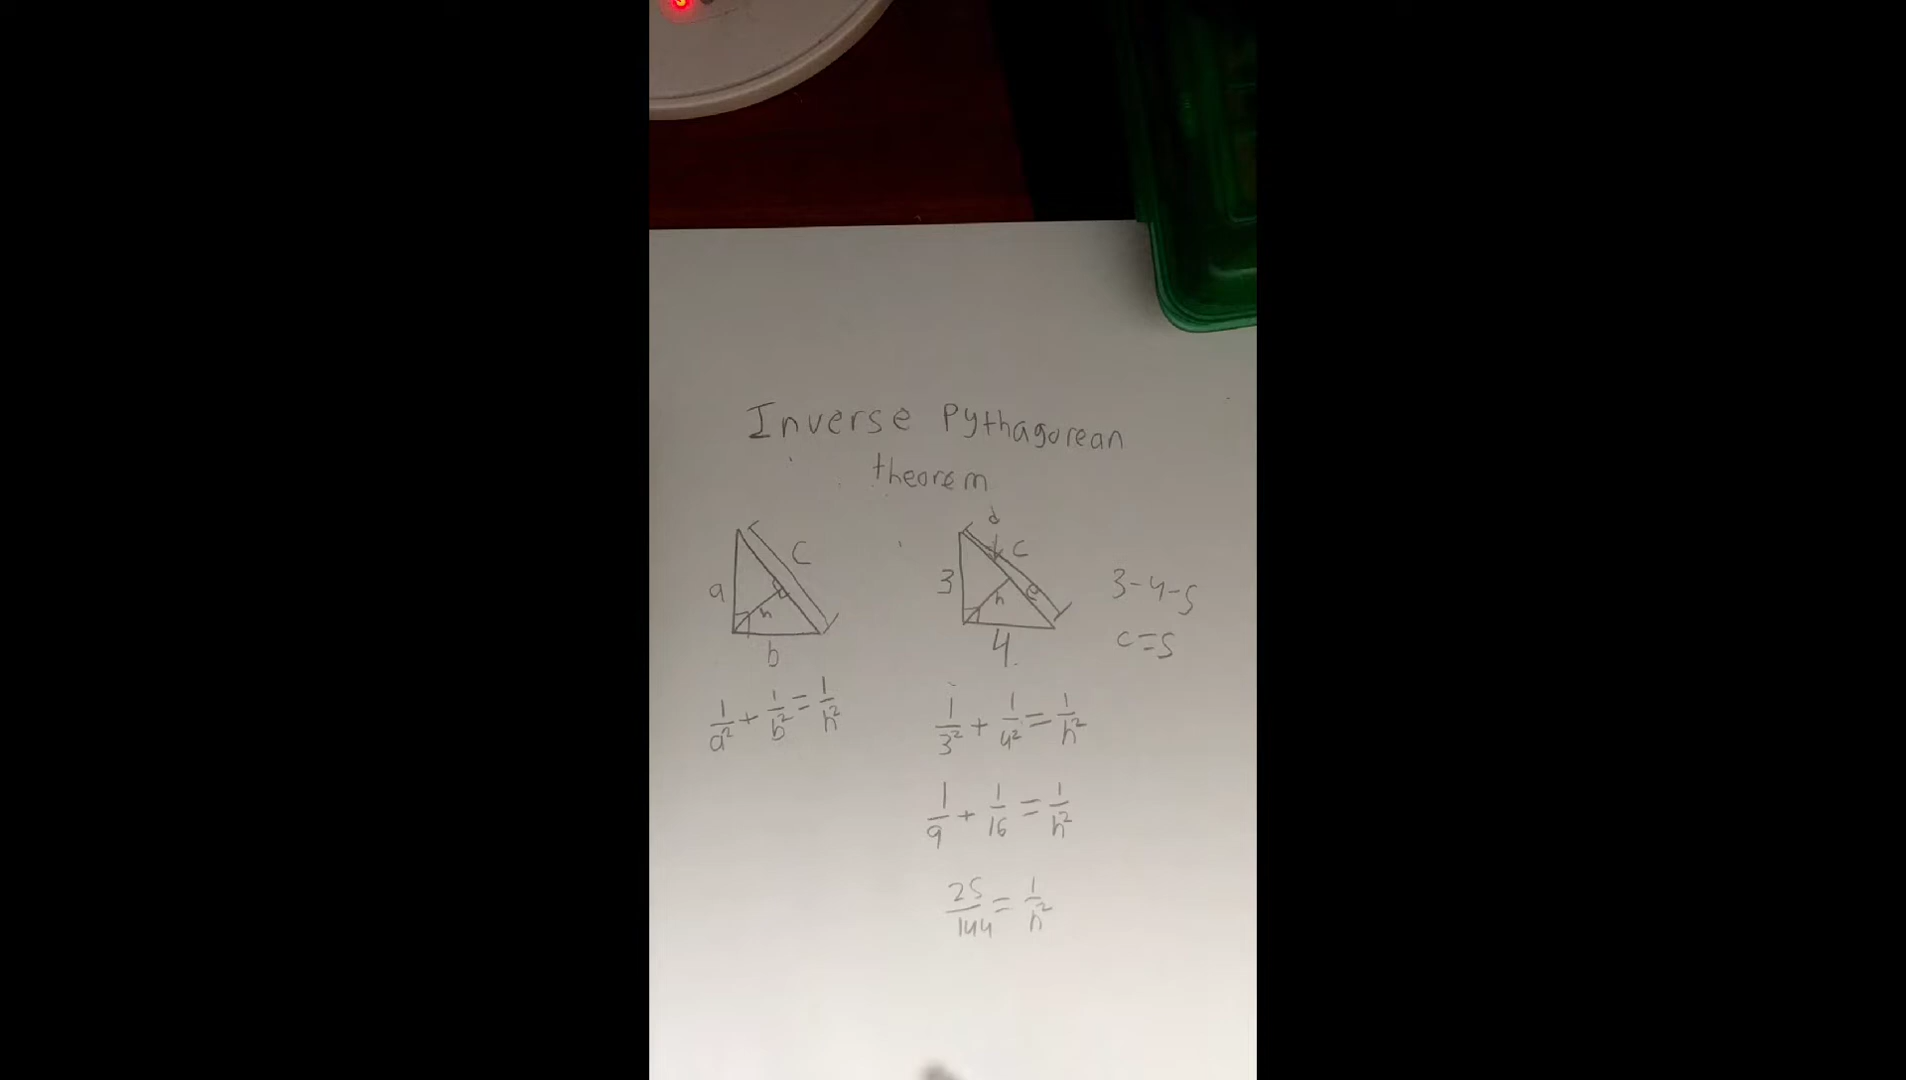 Inverse Pythagorean
theorem
a
h
c
b
1/a² + 1/b² = 1/h²
d
c
3
h
e
4
3-4-5
c=5
1/3² + 1/4² = 1/h²
1/9 + 1/16 = 1/h²
25/144 = 1/h²